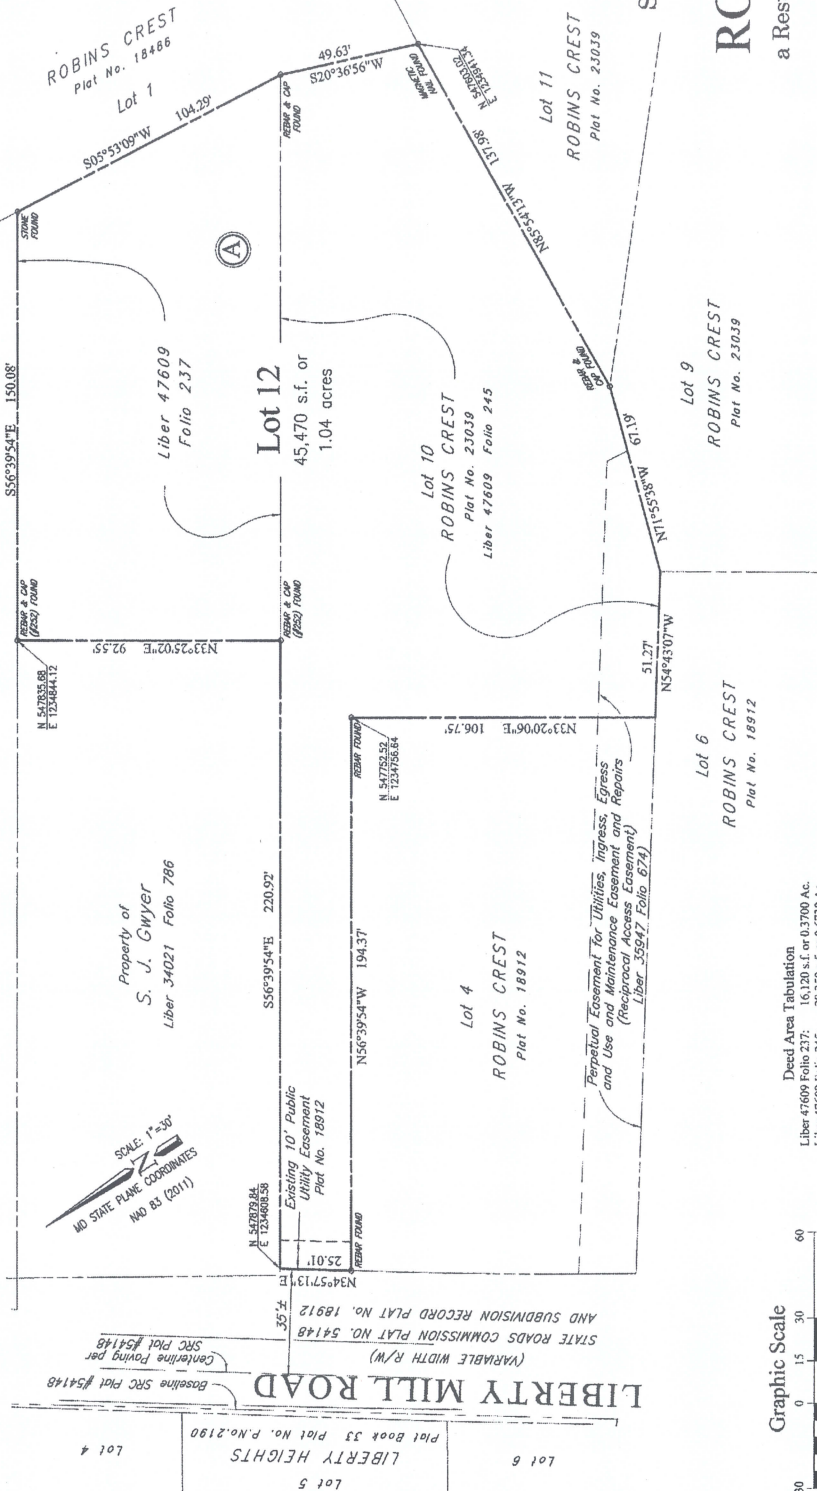 ROBINS CREST
Plat No. 18486
Lot 1
S05°53'09"W 104.29'
49.63'
S20°36'56"W
MAGNETIC
NAIL FOUND
N 547603.02
E 1234941.34
REBAR & CAP
FOUND
STONE
FOUND
Lot 11
ROBINS CREST
Plat No. 23039
RO
a Res
N85°54'13"W 137.98'
A
S56°39'54"E 150.08'
Liber 47609
Folio 237
Lot 12
45,470 s.f. or
1.04 acres
REBAR &
CAP FOUND
Lot 10
ROBINS CREST
Plat No. 23039
Liber 47609 Folio 245
Lot 9
ROBINS CREST
Plat No. 23039
N71°55'38"W 67.19'
REBAR & CAP
(#252) FOUND
REBAR & CAP
(#252) FOUND
N33°25'02"E 92.55'
N 547835.68
E 1234844.12
51.27'
N54°43'07"W
N33°20'06"E 106.75'
REBAR FOUND
N 547752.52
E 1234756.64
Lot 6
ROBINS CREST
Plat No. 18912
Property of
S. J. Gwyer
Liber 34021 Folio 786
S56°39'54"E 220.92'
N56°39'54"W 194.37'
Lot 4
ROBINS CREST
Plat No. 18912
Perpetual Easement for Utilities, Ingress, Egress
and Use and Maintenance Easement and Repairs
(Reciprocal Access Easement)
Liber 35947 Folio 674)
SCALE: 1"=30'
N
MD STATE PLANE COORDINATES
NAD 83 (2011)
Existing 10' Public
Utility Easement
Plat No. 18912
N 547879.84
E 1234608.58
25.01'
REBAR FOUND
N34°57'13"E
35'±
Deed Area Tabulation
Liber 47609 Folio 237: 16,120 s.f. or 0.3700 Ac.
Graphic Scale
30 0 15 30 60
LIBERTY MILL ROAD
(VARIABLE WIDTH R/W)
STATE ROADS COMMISSION PLAT NO. 54148
AND SUBDIVISION RECORD PLAT No. 18912
Baseline SRC Plat #54148
Centerline Paving per
SRC Plat #54148
Lot 4
Lot 5
LIBERTY HEIGHTS
Plat Book 33 Plat No. P.No.2190
Lot 6